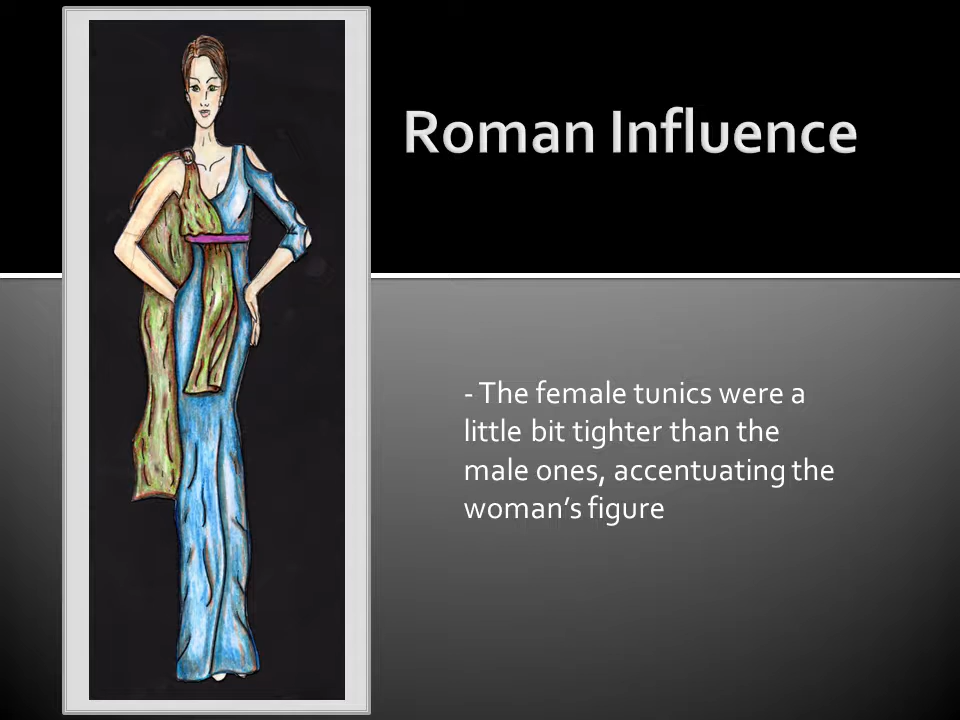 Roman Influence
- The female tunics were a
little bit tighter than the
male ones, accentuating the
woman’s figure